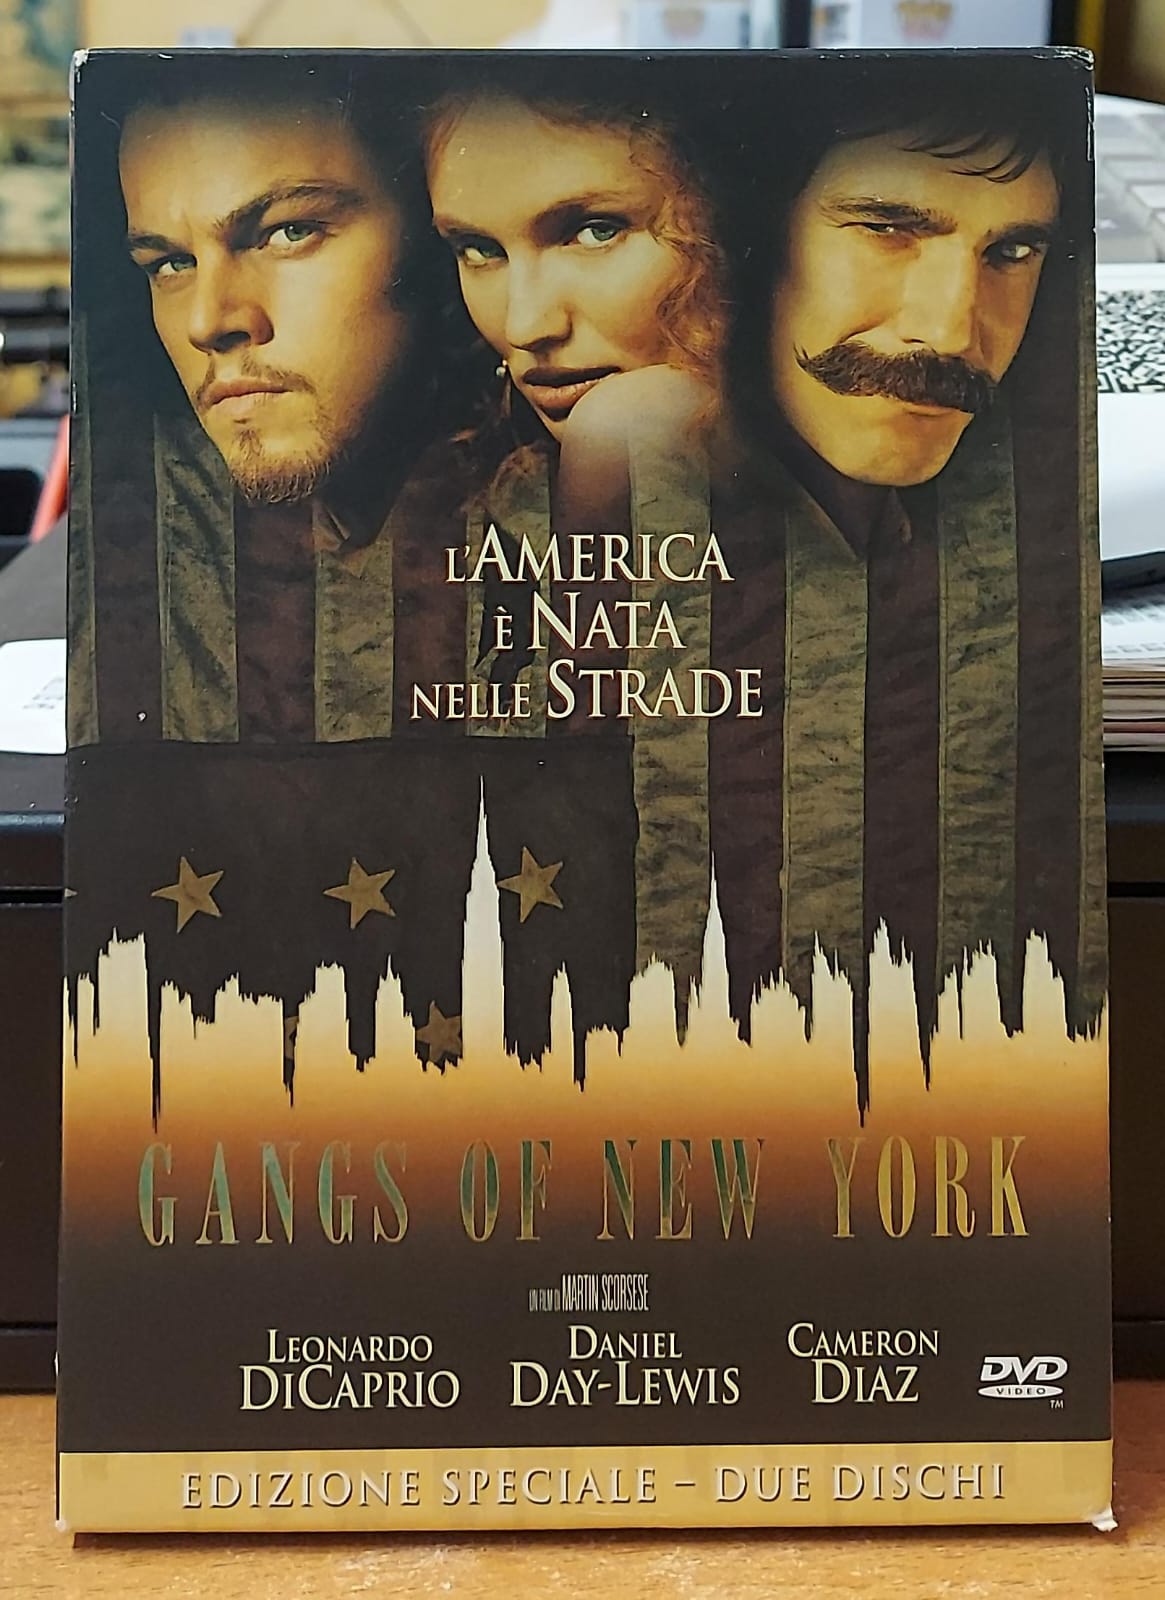 L'AMERICA
È NATA
NELLE STRADE
GANGS OF NEW YORK
UN FILM DI MARTIN SCORSESE
LEONARDO
DICAPRIO
DANIEL
DAY-LEWIS
CAMERON
DIAZ
DVD
VIDEO
TM
EDIZIONE SPECIALE – DUE DISCHI